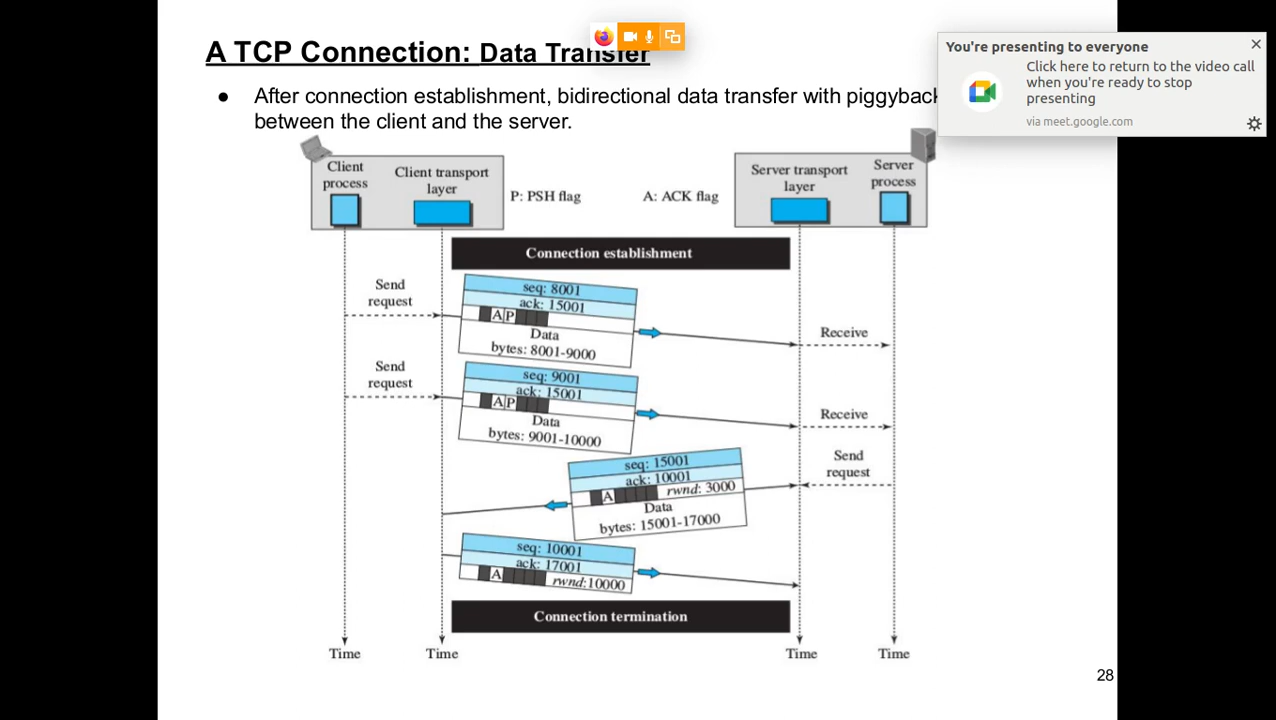 A TCP Connection: Data Transfer
You're presenting to everyone
Click here to return to the video call
when you're ready to stop
presenting
via meet.google.com
● After connection establishment, bidirectional data transfer with piggyback
between the client and the server.
Client
process
Client transport
layer
P: PSH flag
A: ACK flag
Server transport
layer
Server
process
Connection establishment
Send
request
seq: 8001
ack: 15001
A P
Data
bytes: 8001-9000
Receive
Send
request
seq: 9001
ack: 15001
A P
Data
bytes: 9001-10000
Receive
Send
request
seq: 15001
ack: 10001
A rwnd: 3000
Data
bytes: 15001-17000
seq: 10001
ack: 17001
A rwnd:10000
Connection termination
Time
Time
Time
Time
28